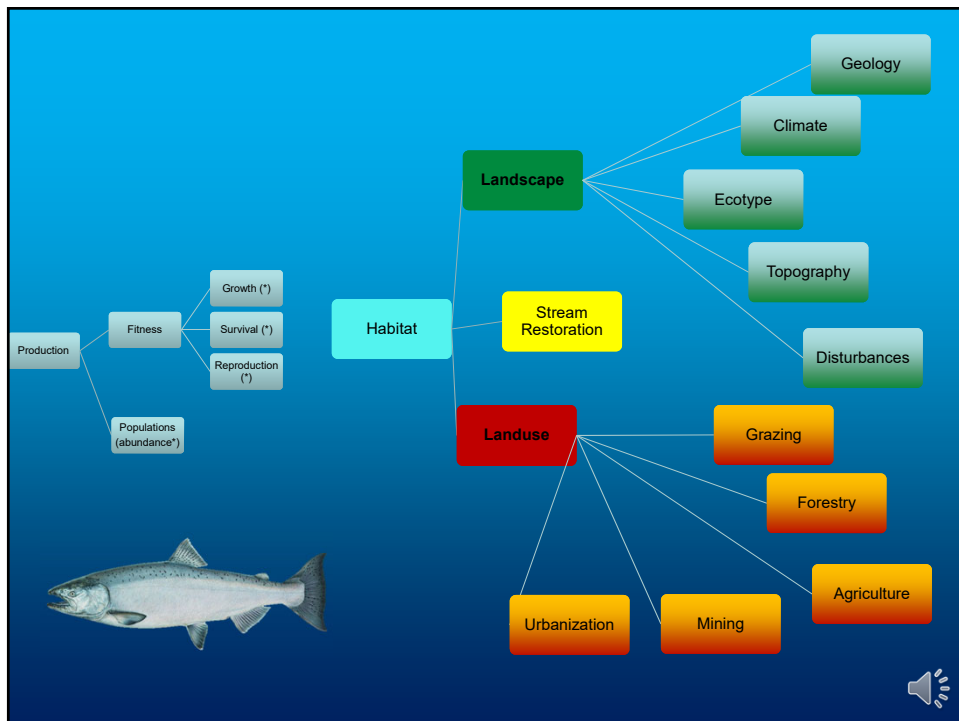 Production
Fitness
Growth (*)
Survival (*)
Reproduction
(*)
Populations
(abundance*)
Habitat
Landscape
Geology
Climate
Ecotype
Topography
Disturbances
Stream
Restoration
Landuse
Grazing
Forestry
Agriculture
Mining
Urbanization